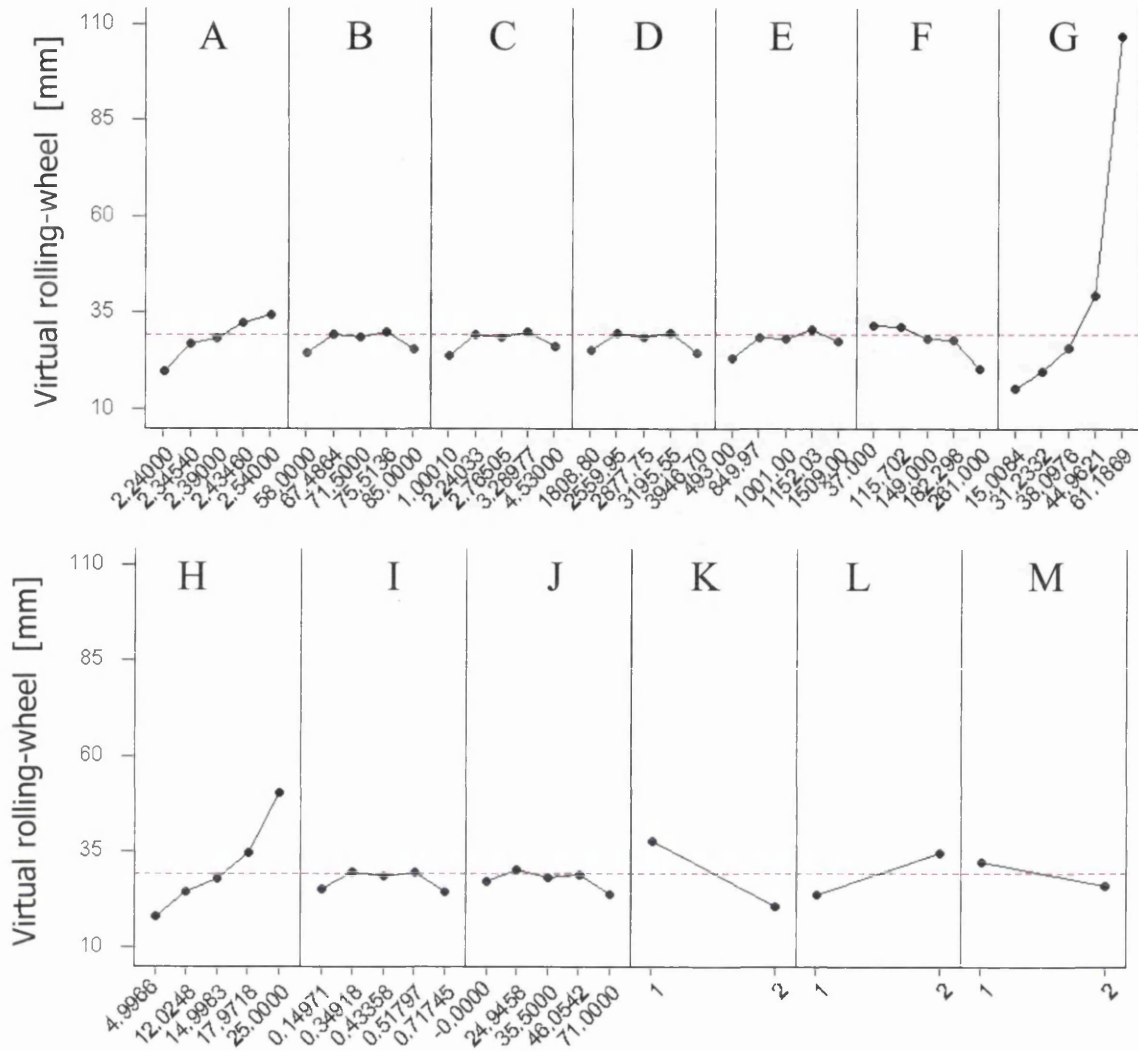 Virtual rolling-wheel [mm]
110
85
60
35
10
A B C D E F G
2.24000 2.34540 2.39000 2.43460 2.54000
58.0000 67.4864 71.5000 75.5136 85.0000
1.00010 2.24033 2.76505 3.28977 4.53000
1808.80 2559.95 2877.75 3195.55 3946.70
493.00 849.97 1001.00 1152.03 1509.00
37.000 115.702 149.000 182.298 261.000
15.0084 31.2332 38.0976 44.9621 61.1869
Virtual rolling-wheel [mm]
110
85
60
35
10
H I J K L M
4.9966 12.0248 14.9983 17.9718 25.0000
0.14971 0.34918 0.43358 0.51797 0.71745
-0.0000 24.9458 35.5000 46.0542 71.0000
1 2
1 2
1 2